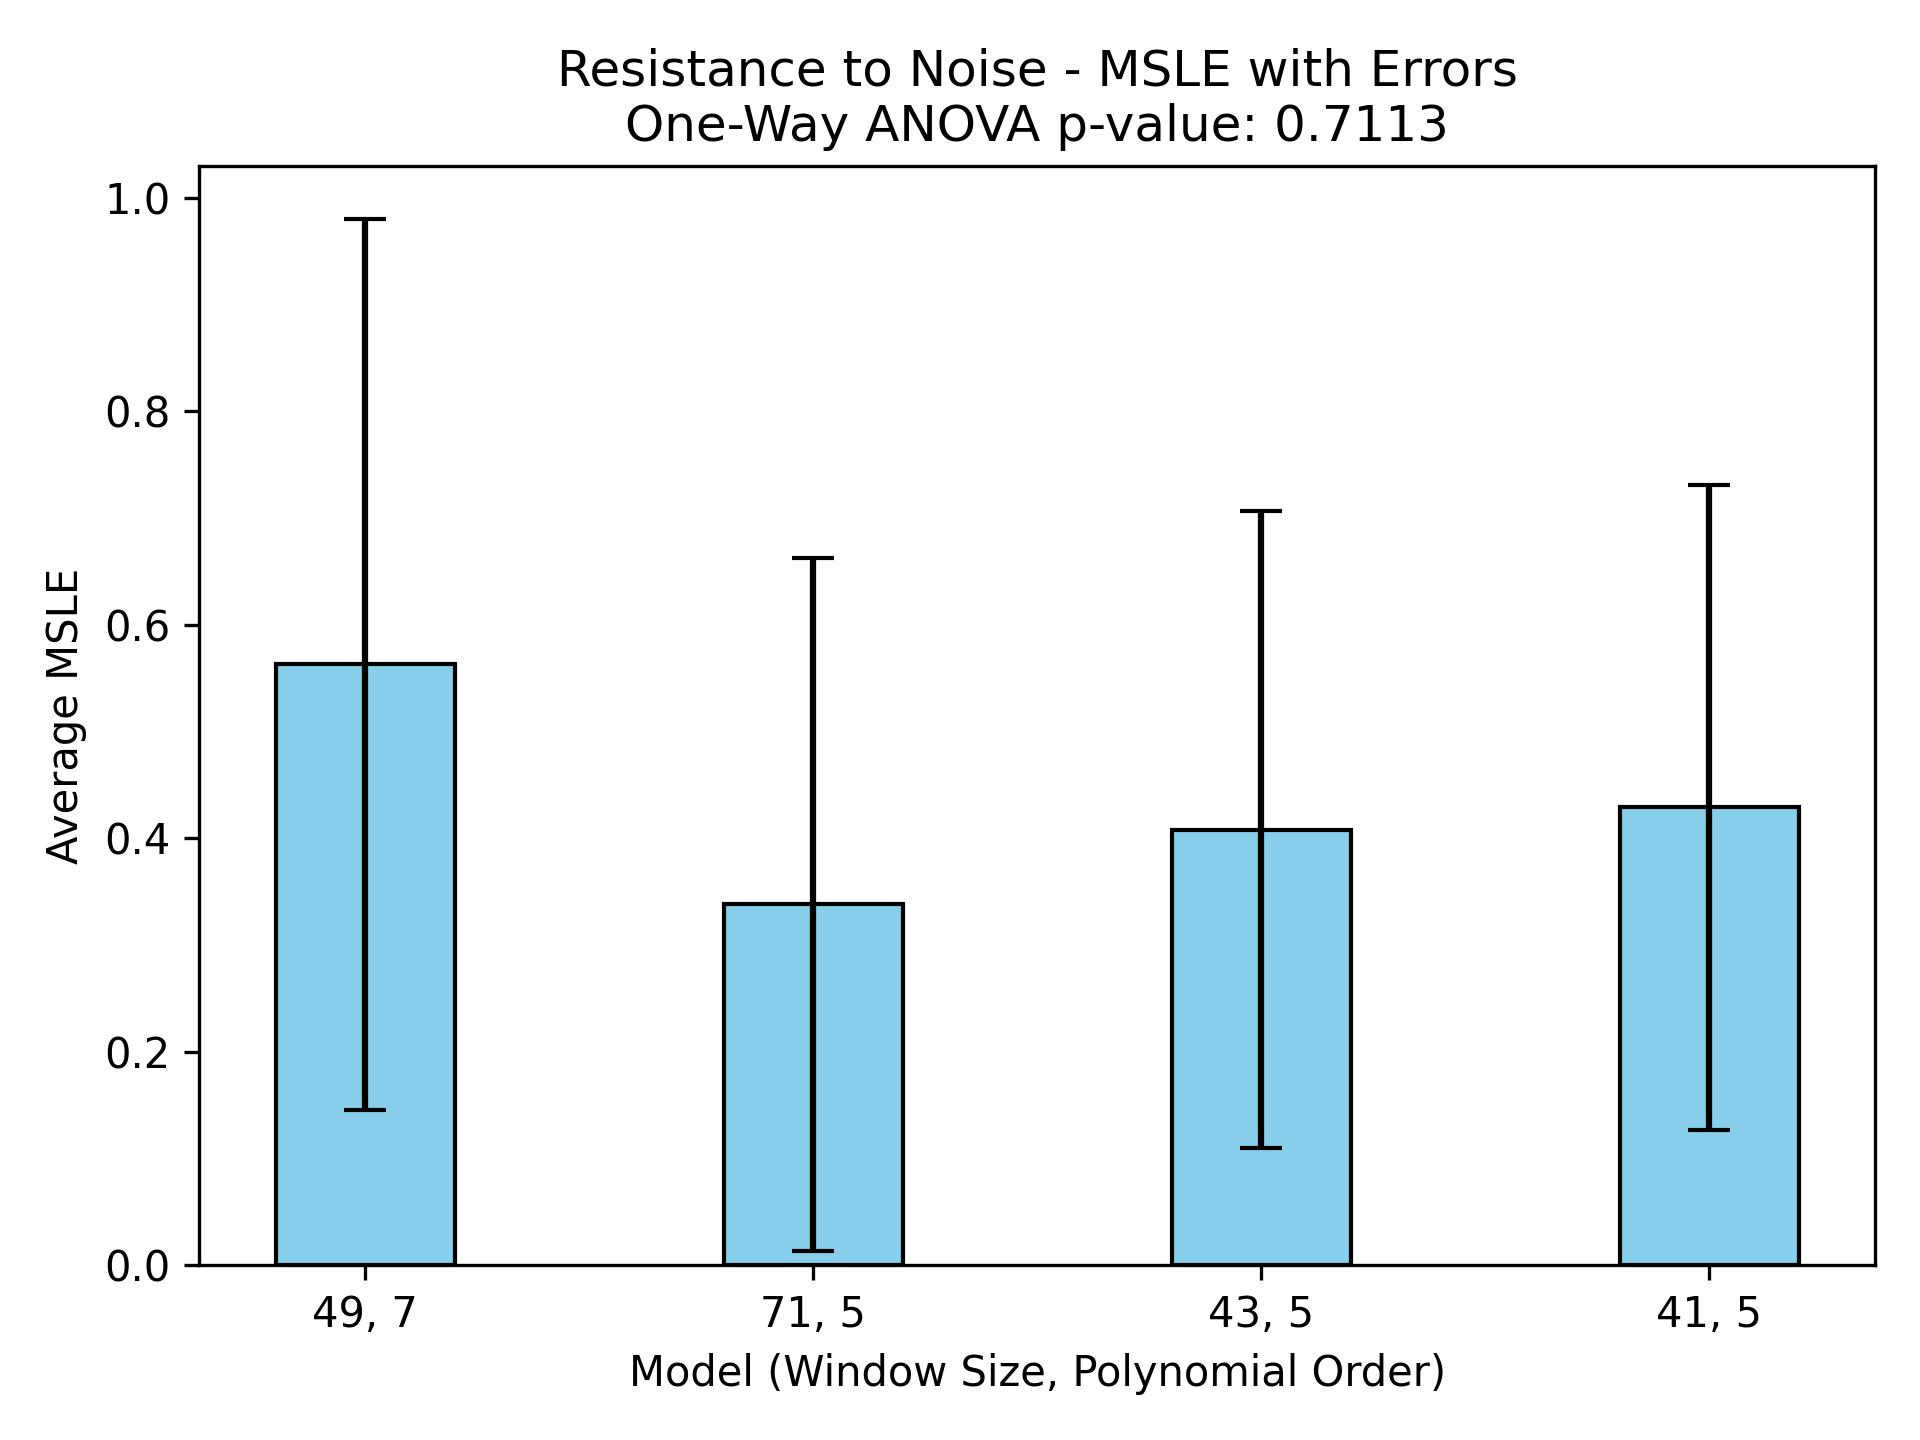 Resistance to Noise - MSLE with Errors
One-Way ANOVA p-value: 0.7113
1.0
0.8
0.6
0.4
0.2
0.0
Average MSLE
49, 7
71, 5
43, 5
41, 5
Model (Window Size, Polynomial Order)